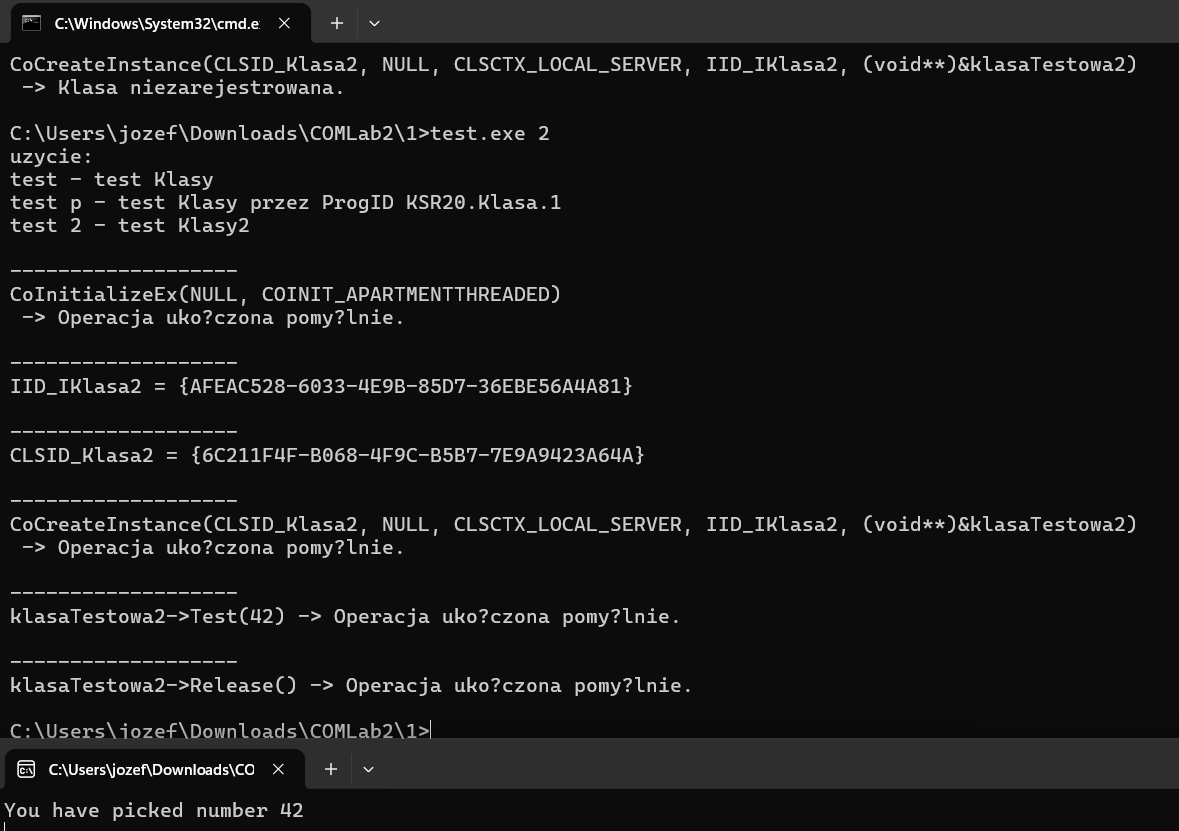 C:\Windows\System32\cmd.e
CoCreateInstance(CLSID_Klasa2, NULL, CLSCTX_LOCAL_SERVER, IID_IKlasa2, (void**)&klasaTestowa2)
 -> Klasa niezarejestrowana.
C:\Users\jozef\Downloads\COMLab2\1>test.exe 2
uzycie:
test - test Klasy
test p - test Klasy przez ProgID KSR20.Klasa.1
test 2 - test Klasy2
-------------------
CoInitializeEx(NULL, COINIT_APARTMENTTHREADED)
 -> Operacja uko?czona pomy?lnie.
-------------------
IID_IKlasa2 = {AFEAC528-6033-4E9B-85D7-36EBE56A4A81}
-------------------
CLSID_Klasa2 = {6C211F4F-B068-4F9C-B5B7-7E9A9423A64A}
-------------------
CoCreateInstance(CLSID_Klasa2, NULL, CLSCTX_LOCAL_SERVER, IID_IKlasa2, (void**)&klasaTestowa2)
 -> Operacja uko?czona pomy?lnie.
-------------------
klasaTestowa2->Test(42) -> Operacja uko?czona pomy?lnie.
-------------------
klasaTestowa2->Release() -> Operacja uko?czona pomy?lnie.
C:\Users\jozef\Downloads\COMLab2\1>
C:\Users\jozef\Downloads\CO
You have picked number 42